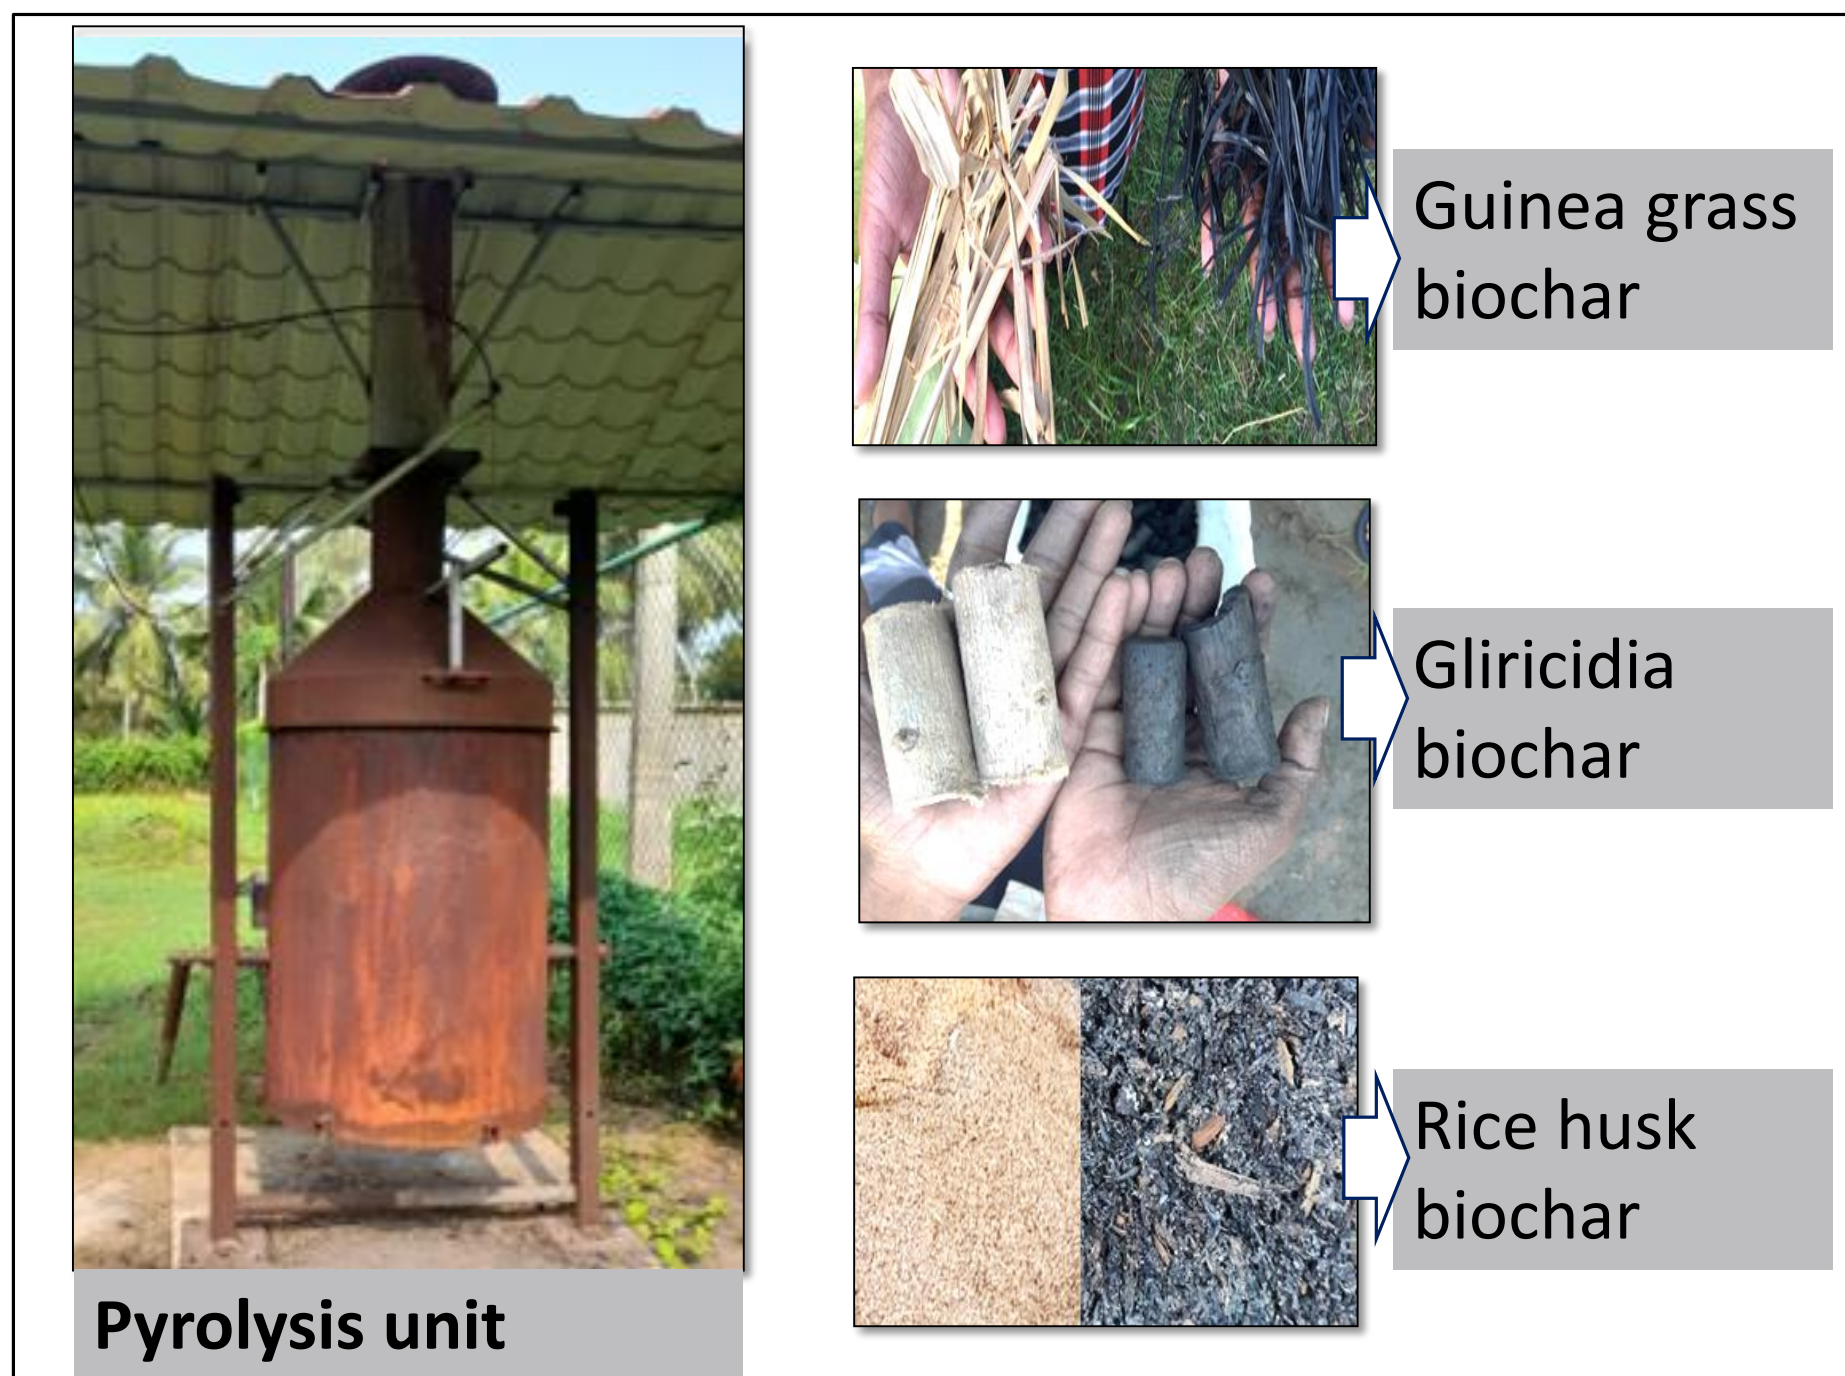 Guinea grass
biochar
Gliricidia
biochar
Rice husk
biochar
Pyrolysis unit